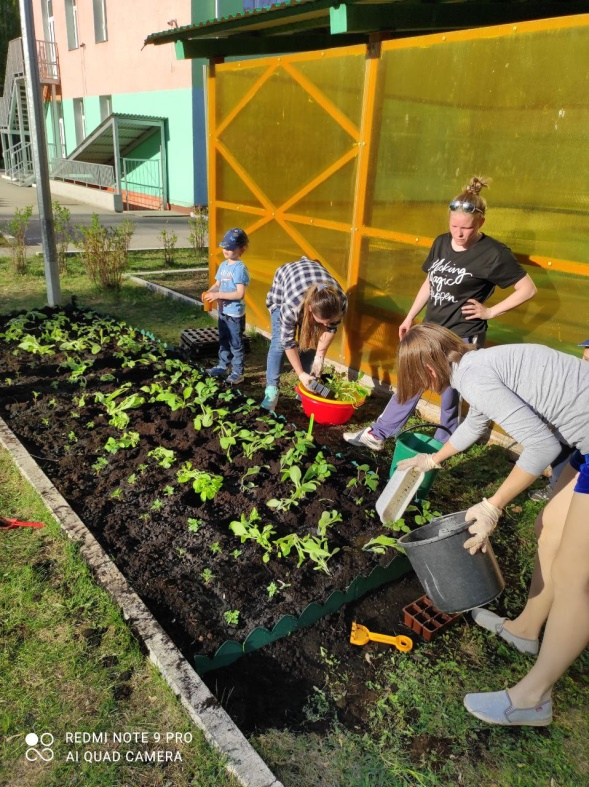 Making
Magic
Happen
REDMI NOTE 9 PRO
AI QUAD CAMERA